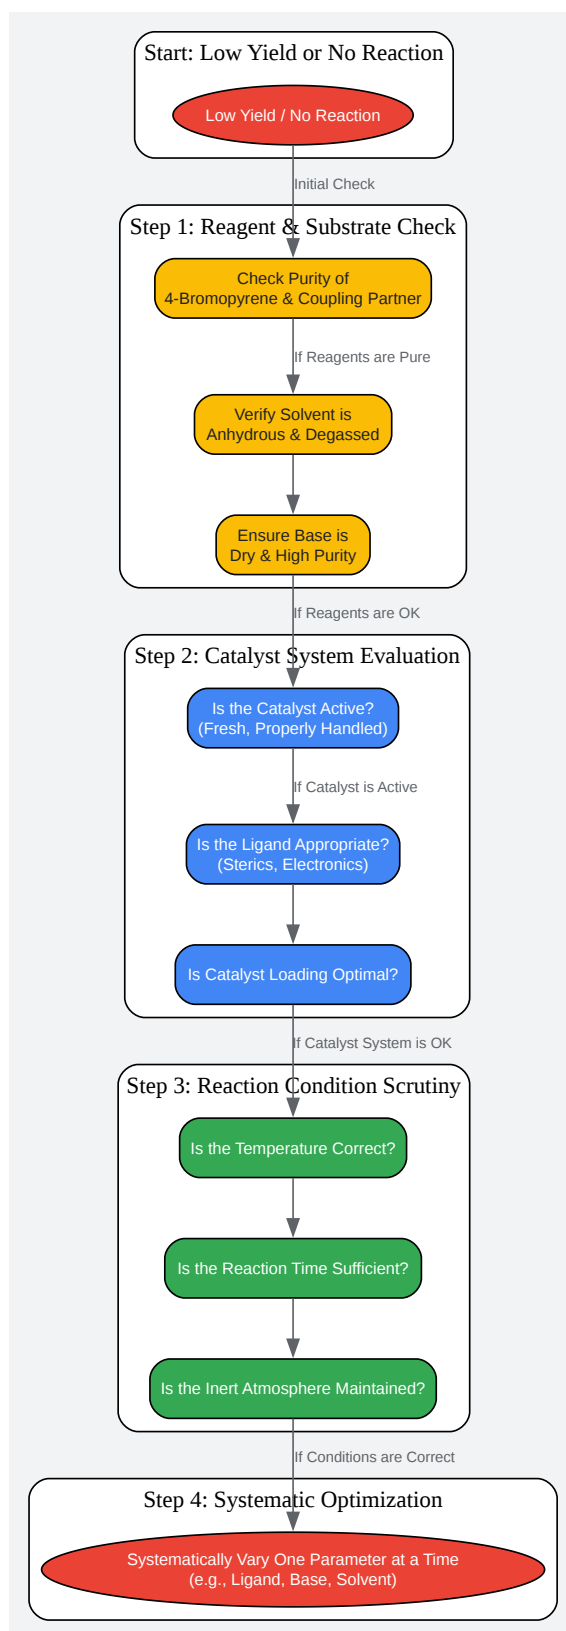 Start: Low Yield or No Reaction
Low Yield / No Reaction
Initial Check
Step 1: Reagent & Substrate Check
Check Purity of
4-Bromopyrene & Coupling Partner
If Reagents are Pure
Verify Solvent is
Anhydrous & Degassed
Ensure Base is
Dry & High Purity
If Reagents are OK
Step 2: Catalyst System Evaluation
Is the Catalyst Active?
(Fresh, Properly Handled)
If Catalyst is Active
Is the Ligand Appropriate?
(Sterics, Electronics)
Is Catalyst Loading Optimal?
If Catalyst System is OK
Step 3: Reaction Condition Scrutiny
Is the Temperature Correct?
Is the Reaction Time Sufficient?
Is the Inert Atmosphere Maintained?
If Conditions are Correct
Step 4: Systematic Optimization
Systematically Vary One Parameter at a Time
(e.g., Ligand, Base, Solvent)